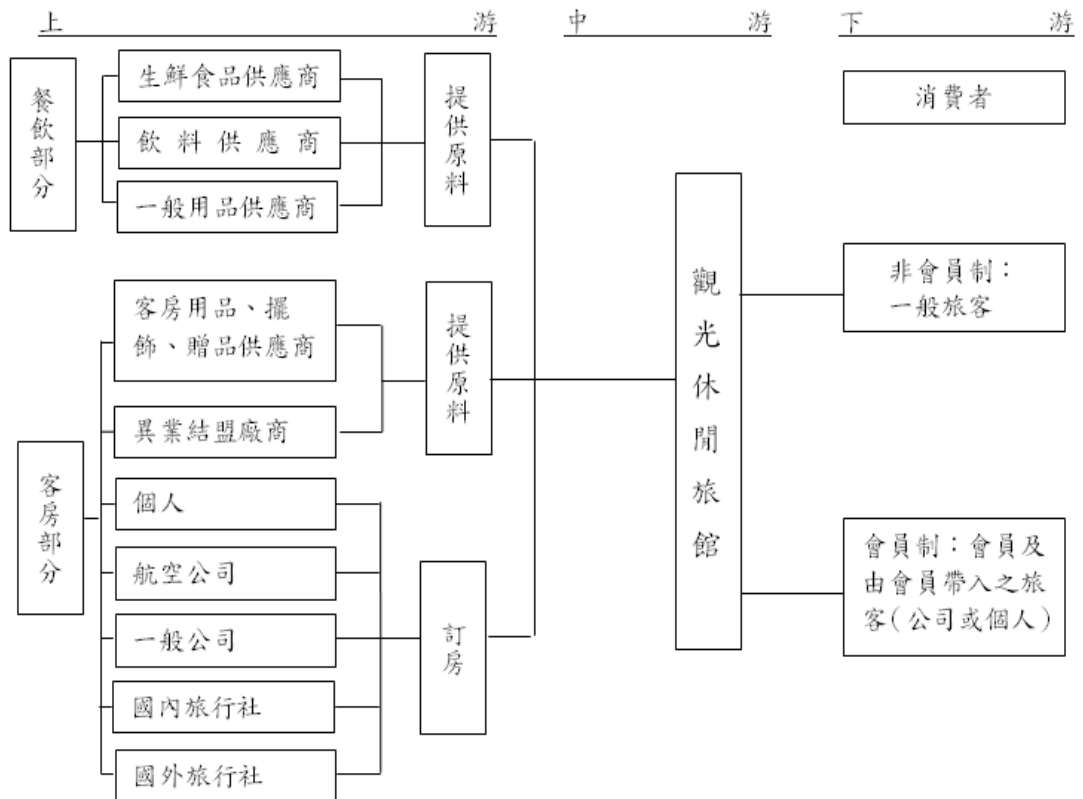 上游
中游
下游
餐飲部分
生鮮食品供應商
飲料供應商
一般用品供應商
提供原料
客房部分
客房用品、擺
飾、贈品供應商
異業結盟廠商
提供原料
個人
航空公司
一般公司
國內旅行社
國外旅行社
訂房
觀光休閒旅館
消費者
非會員制：
一般旅客
會員制：會員及
由會員帶入之旅
客(公司或個人)